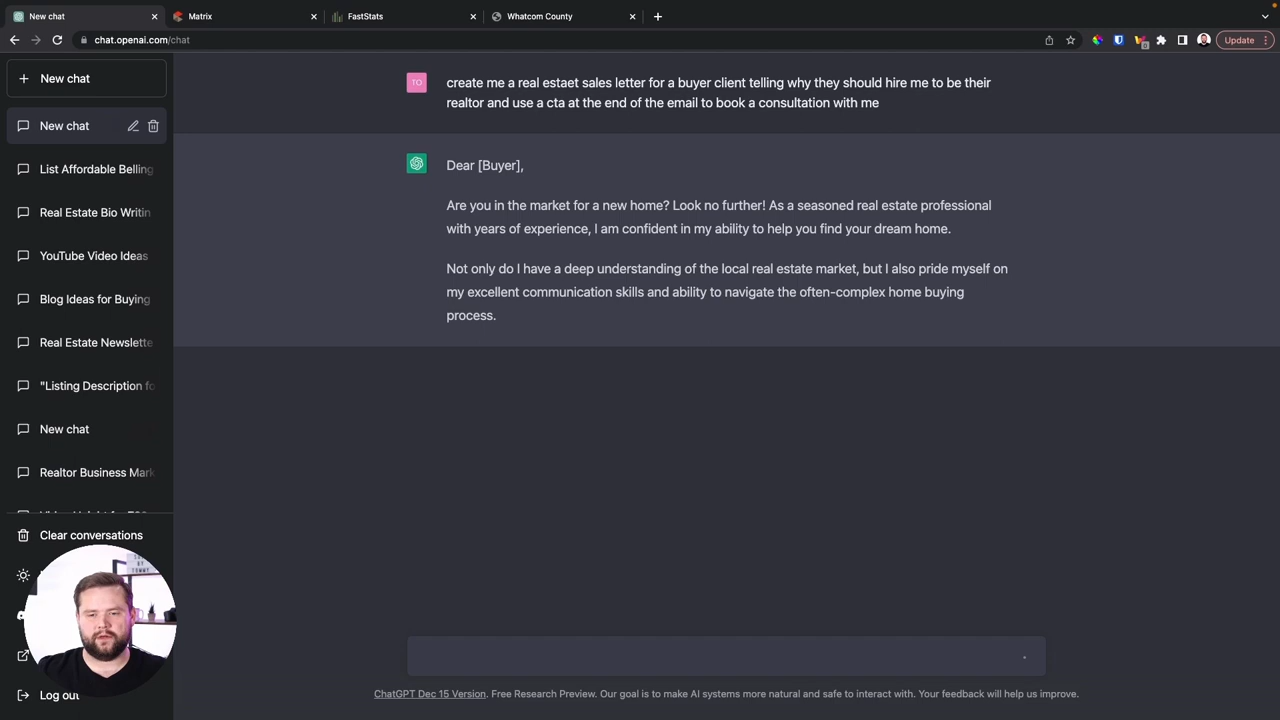 New chat
Matrix
FastStats
Whatcom County
chat.openai.com/chat
Update
New chat
New chat
List Affordable Belling
Real Estate Bio Writin
YouTube Video Ideas
Blog Ideas for Buying
Real Estate Newslette
"Listing Description fo
New chat
Realtor Business Mark
Clear conversations
Log out
TO
create me a real estaet sales letter for a buyer client telling why they should hire me to be their
realtor and use a cta at the end of the email to book a consultation with me
Dear [Buyer],
Are you in the market for a new home? Look no further! As a seasoned real estate professional
with years of experience, I am confident in my ability to help you find your dream home.
Not only do I have a deep understanding of the local real estate market, but I also pride myself on
my excellent communication skills and ability to navigate the often-complex home buying
process.
ChatGPT Dec 15 Version. Free Research Preview. Our goal is to make AI systems more natural and safe to interact with. Your feedback will help us improve.